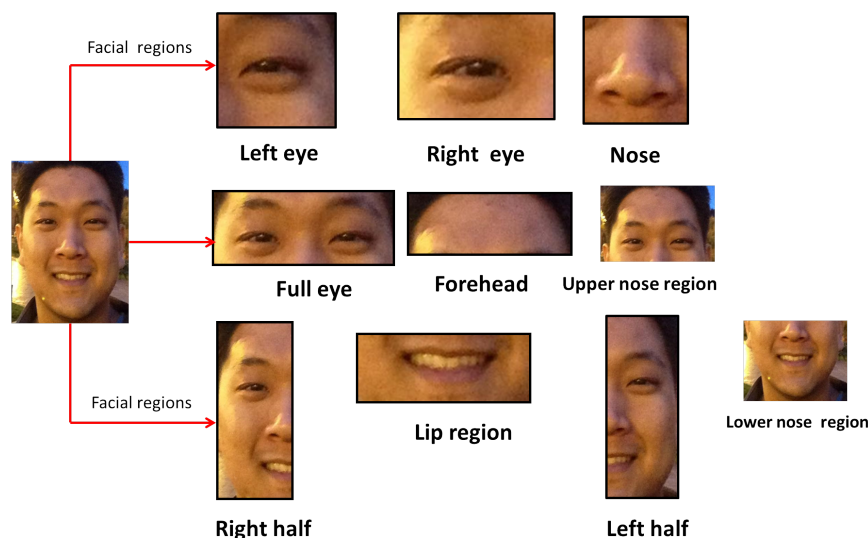 Facial regions
Left eye
Right eye
Nose
Full eye
Forehead
Upper nose region
Facial regions
Lip region
Lower nose region
Right half
Left half